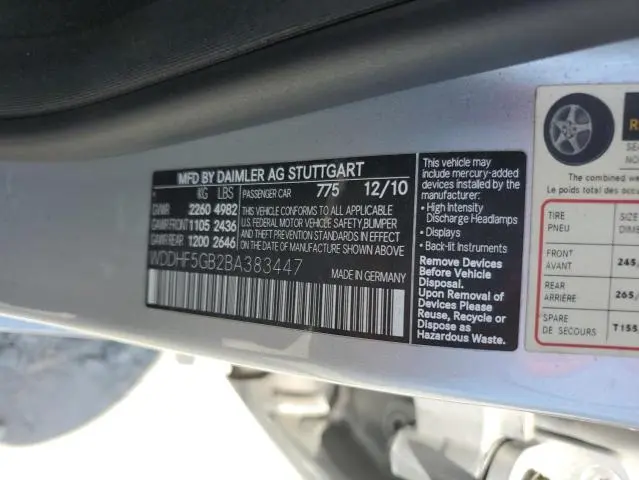 MFD BY DAIMLER AG STUTTGART
KG LBS PASSENGER CAR 775 12/10
GVWR 2260 4982
GAWR FRONT 1105 2436
GAWR REAR 1200 2646
THIS VEHICLE CONFORMS TO ALL APPLICABLE
U.S. FEDERAL MOTOR VEHICLE SAFETY, BUMPER
AND THEFT PREVENTION STANDARDS IN EFFECT
ON THE DATE OF MANUFACTURE SHOWN ABOVE
WDDHF5GB2BA383447
MADE IN GERMANY
This vehicle may
include mercury-added
devices installed by the
manufacturer:
• High Intensity
Discharge Headlamps
• Displays
• Back-lit Instruments
Remove Devices
Before Vehicle
Disposal.
Upon Removal of
Devices Please
Reuse, Recycle or
Dispose as
Hazardous Waste.
The combined
Le poids total des
TIRE
PNEU
FRONT
AVANT
245
REAR
ARRIÈRE
265
SPARE
DE SECOURS
T155